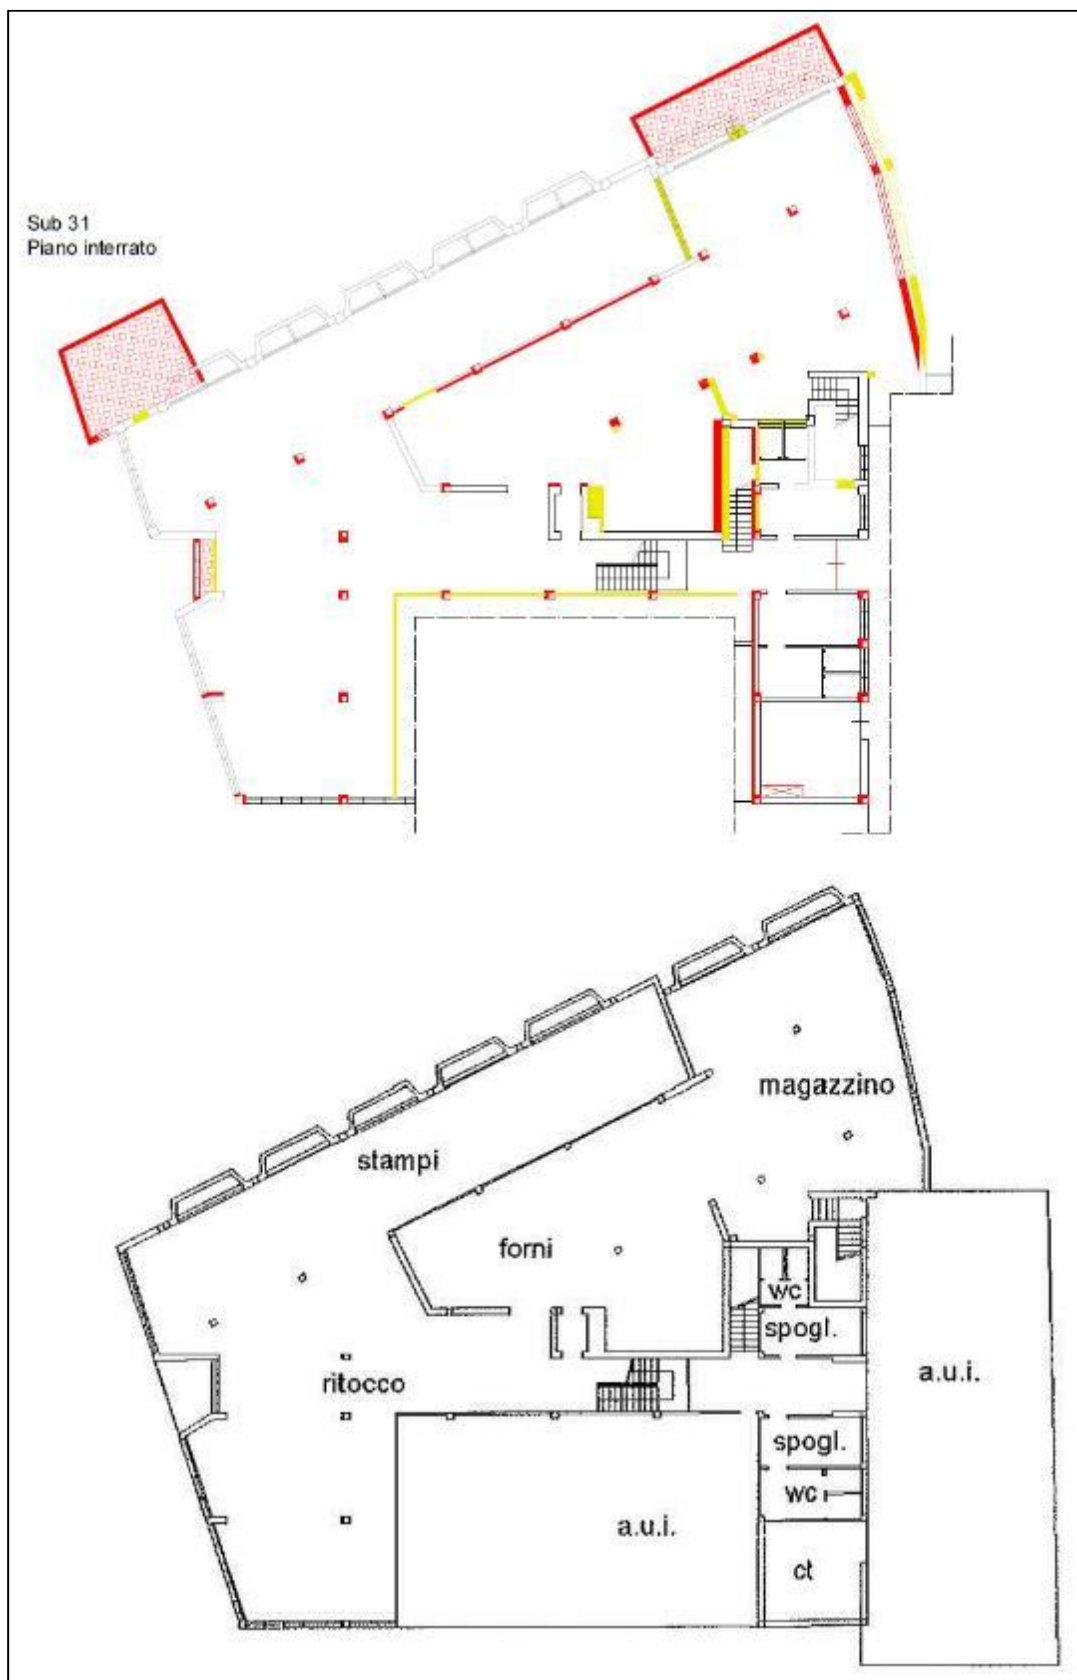 Sub 31
Piano interrato
magazzino
stampi
forni
wc
spogl.
ritocco
a.u.i.
spogl.
wc
a.u.i.
ct